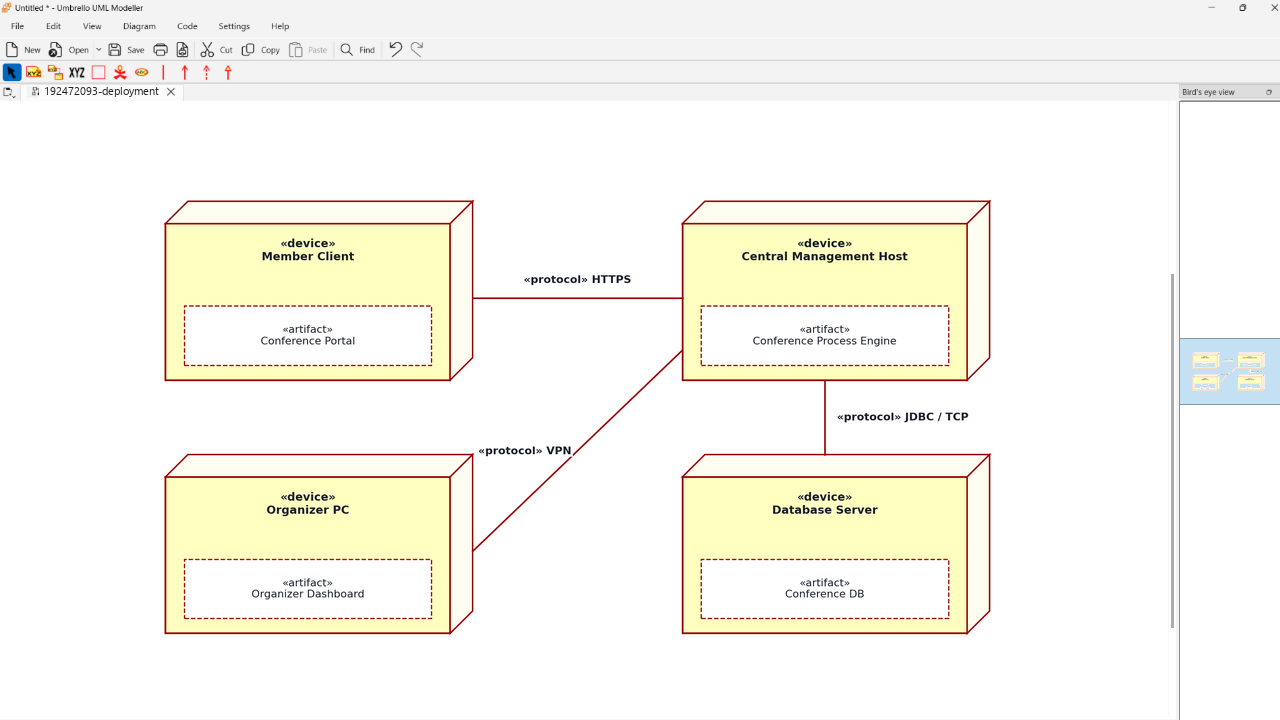 Untitled * - Umbrello UML Modeller
File Edit View Diagram Code Settings Help
New Open Save Cut Copy Paste Find
XYZ XYZ abc
192472093-deployment
Bird's eye view
«device»
Member Client
«artifact»
Conference Portal
«protocol» HTTPS
«device»
Central Management Host
«artifact»
Conference Process Engine
«protocol» JDBC / TCP
«protocol» VPN
«device»
Organizer PC
«artifact»
Organizer Dashboard
«device»
Database Server
«artifact»
Conference DB